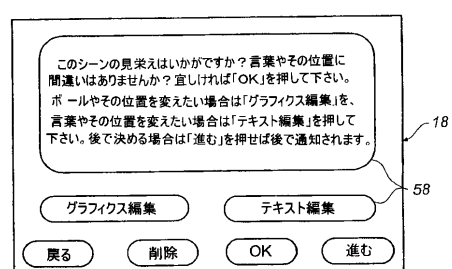 このシーンの見栄えはいかがですか？言葉やその位置に
間違いはありませんか？宜しければ「OK」を押して下さい。
ボールやその位置を変えたい場合は「グラフィクス編集」を、
言葉やその位置を変えたい場合は「テキスト編集」を押して
下さい。後で決める場合は「進む」を押せば後で通知されます。
18
58
グラフィクス編集 テキスト編集
戻る 削除 OK 進む